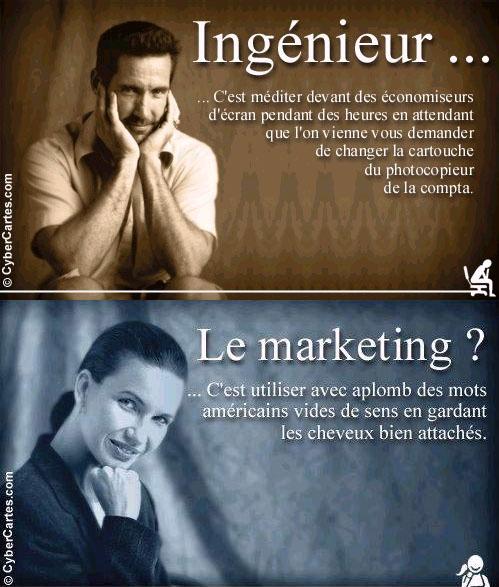 Ingénieur ...
... C'est méditer devant des économiseurs
d'écran pendant des heures en attendant
que l'on vienne vous demander
de changer la cartouche
du photocopieur
de la compta.
© CyberCartes.com
Le marketing ?
... C'est utiliser avec aplomb des mots
américains vides de sens en gardant
les cheveux bien attachés.
© CyberCartes.com